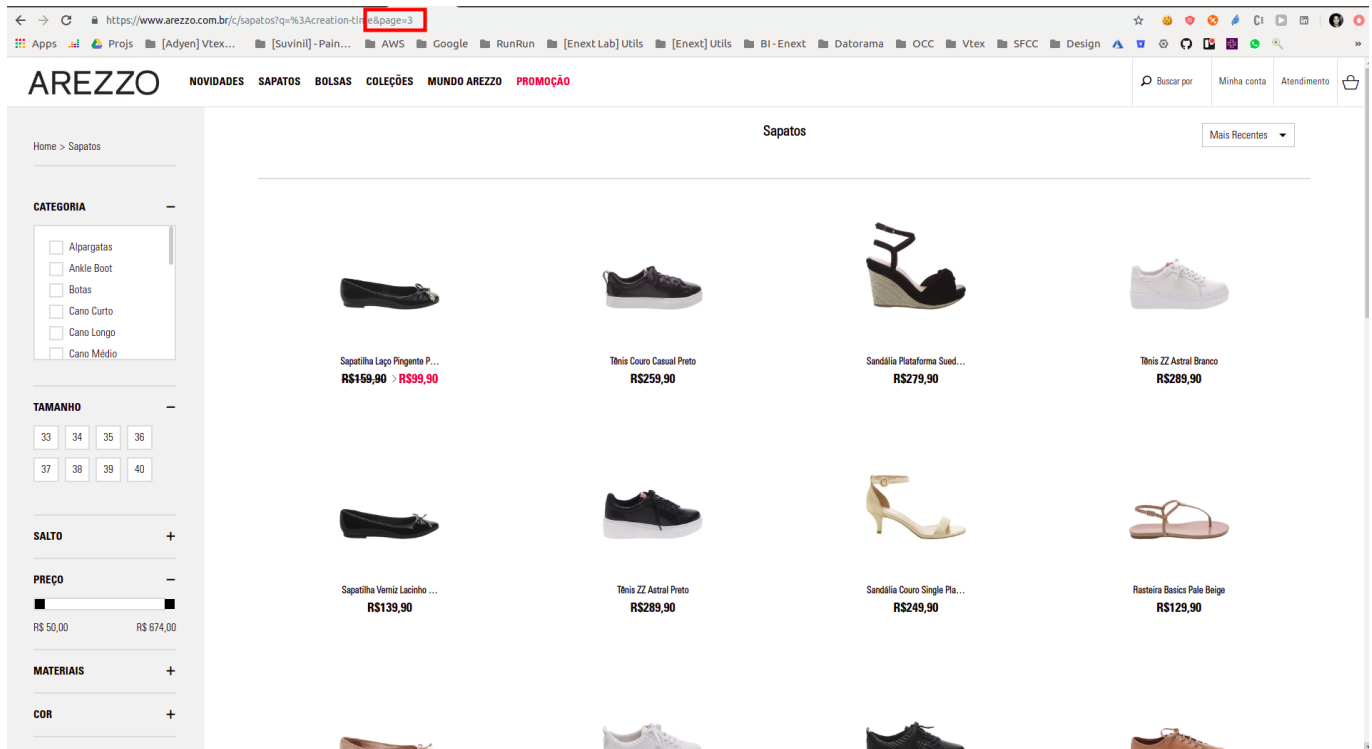 https://www.arezzo.com.br/c/sapatos?q=%3Acreation-time&page=3
Apps Projs [Adyen] Vtex... [Suvinil] - Pain... AWS Google RunRun [Enext Lab] Utils [Enext] Utils BI - Enext Datorama OCC Vtex SFCC Design »
AREZZO NOVIDADES SAPATOS BOLSAS COLEÇÕES MUNDO AREZZO PROMOÇÃO Buscar por Minha conta Atendimento
Home > Sapatos
Sapatos
Mais Recentes
CATEGORIA –
Alpargatas
Ankle Boot
Botas
Cano Curto
Cano Longo
Cano Médio
TAMANHO –
33 34 35 36
37 38 39 40
SALTO +
PREÇO –
R$ 50,00 R$ 674,00
MATERIAIS +
COR +
Sapatilha Laço Pingente P...
R$159,90 > R$99,90
Tênis Couro Casual Preto
R$259,90
Sandália Plataforma Sued...
R$279,90
Tênis ZZ Astral Branco
R$289,90
Sapatilha Verniz Lacinho ...
R$139,90
Tênis ZZ Astral Preto
R$289,90
Sandália Couro Single Pla...
R$249,90
Rasteira Basics Pale Beige
R$129,90